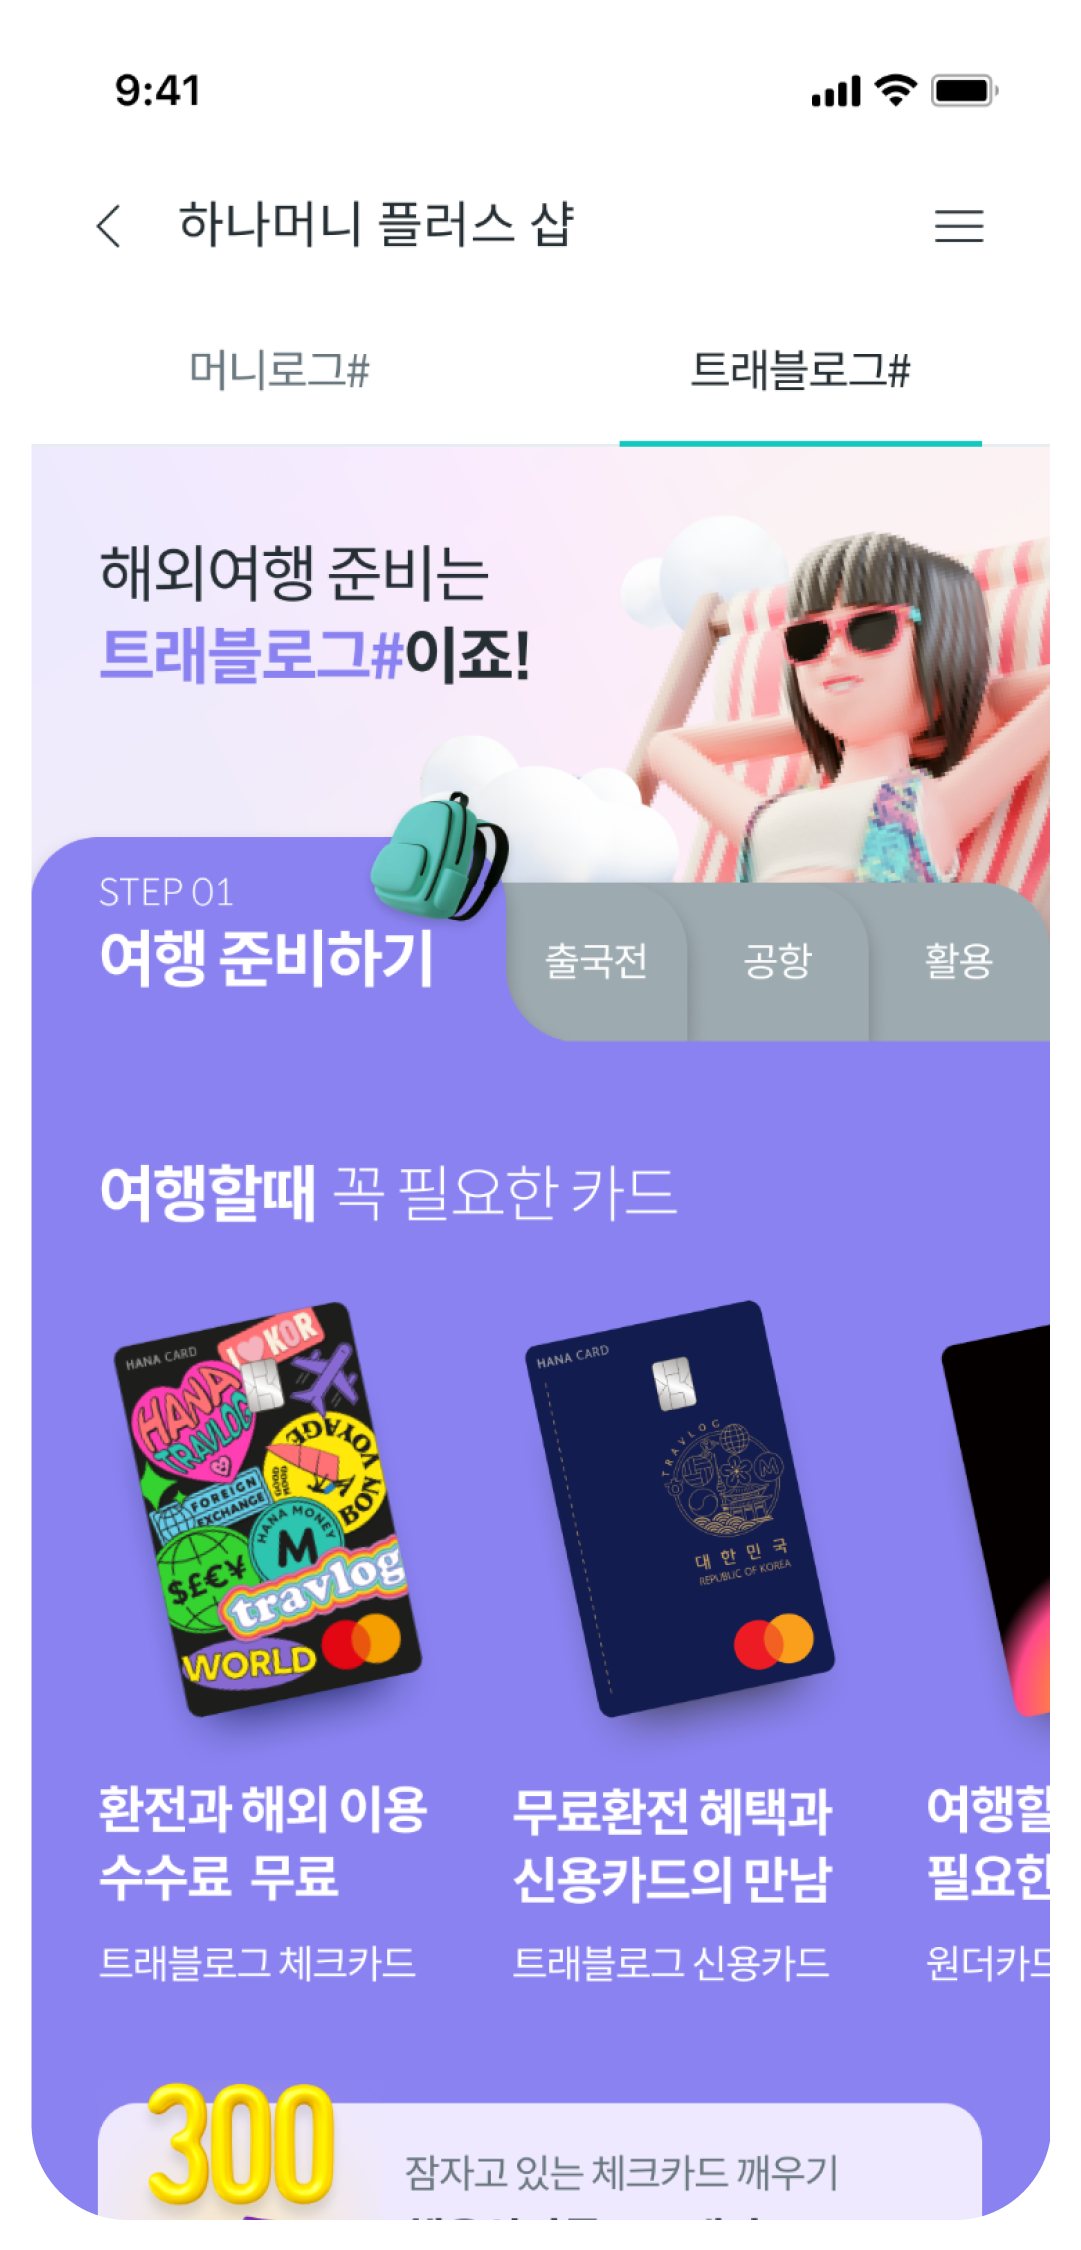 9:41
하나머니 플러스 샵
머니로그#
트래블로그#
해외여행 준비는
트래블로그#이죠!
STEP 01
여행 준비하기
출국전
공항
활용
여행할때 꼭 필요한 카드
HANA CARD
I KOR
HANA
TRAVLOG
BON VOYAGE
FOREIGN
EXCHANGE
HANA MONEY
M
$£€¥
travlog
WORLD
HANA CARD
TRAVLOG
M
대한민국
REPUBLIC OF KOREA
환전과 해외 이용
수수료 무료
트래블로그 체크카드
무료환전 혜택과
신용카드의 만남
트래블로그 신용카드
여행할
필요한
원더카드
300
잠자고 있는 체크카드 깨우기